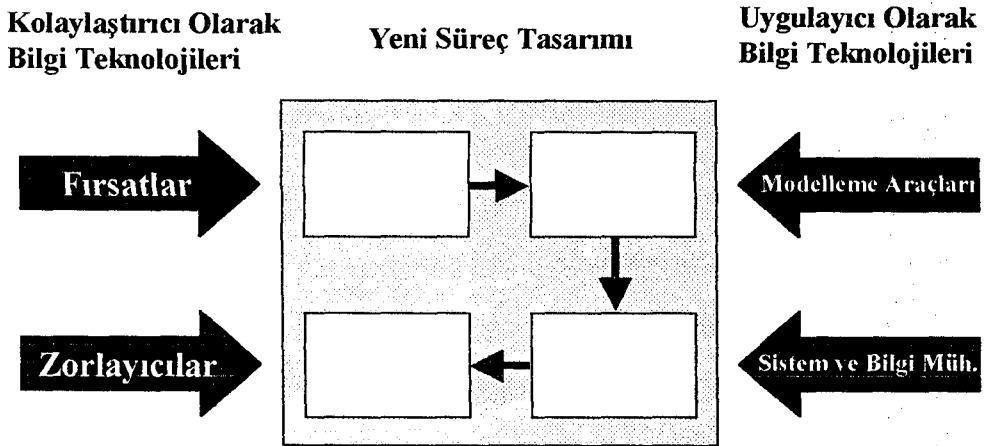 Kolaylaştırıcı Olarak
Bilgi Teknolojileri
Yeni Süreç Tasarımı
Uygulayıcı Olarak
Bilgi Teknolojileri
Fırsatlar
Modelleme Araçları
Zorlayıcılar
Sistem ve Bilgi Müh.